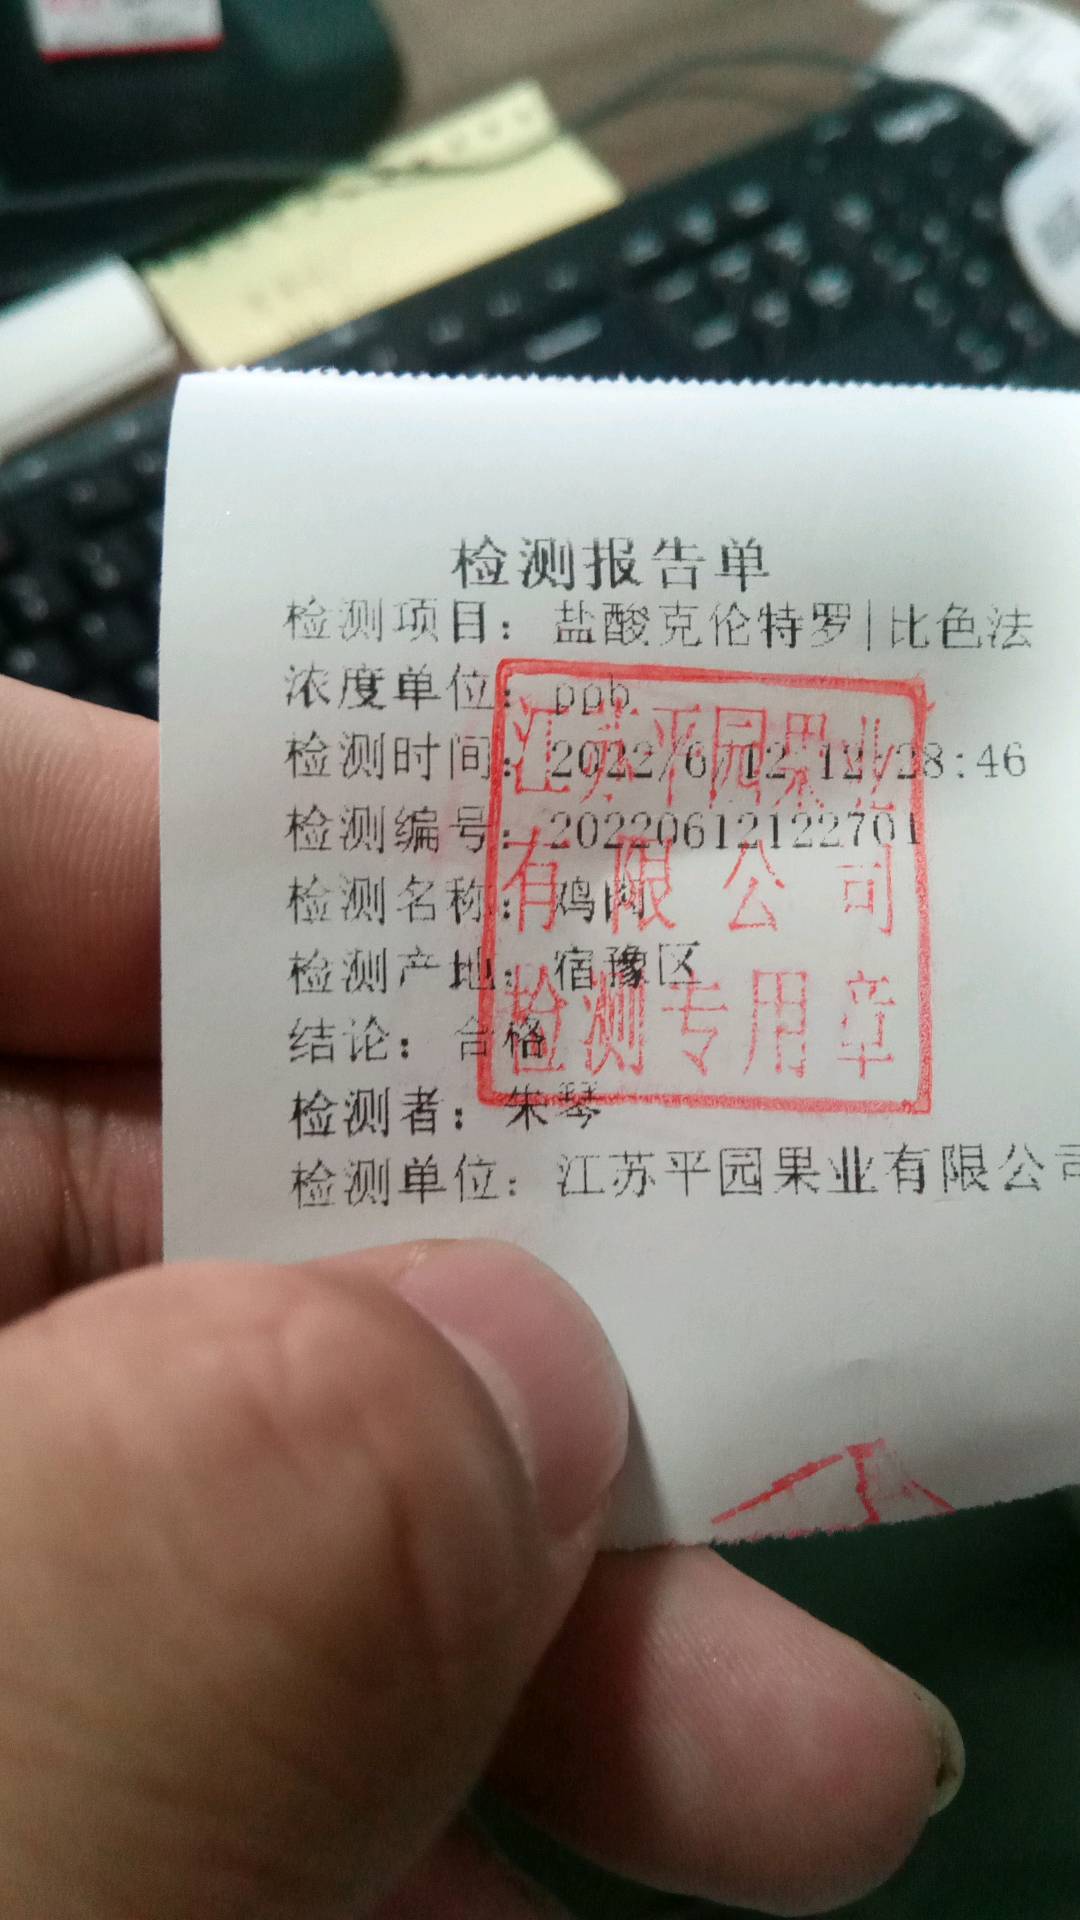 检测报告单
检测项目：盐酸克伦特罗|比色法
浓度单位：ppb
检测时间：2022/6/12 12:28:46
检测编号：20220612122701
检测名称：鸡肉
检测产地：宿豫区
结论：合格
检测者：朱琴
检测单位：江苏平园果业有限公司
江苏平园果业
有限公司
检测专用章